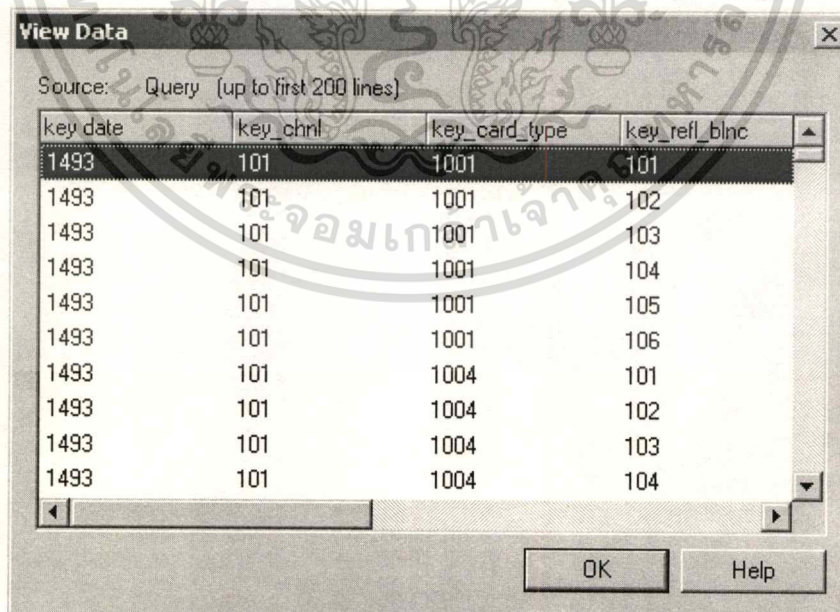 View Data
Source: Query (up to first 200 lines)
key date key_chnl key_card_type key_refl_blnc
1493 101 1001 101
1493 101 1001 102
1493 101 1001 103
1493 101 1001 104
1493 101 1001 105
1493 101 1001 106
1493 101 1004 101
1493 101 1004 102
1493 101 1004 103
1493 101 1004 104
OK Help